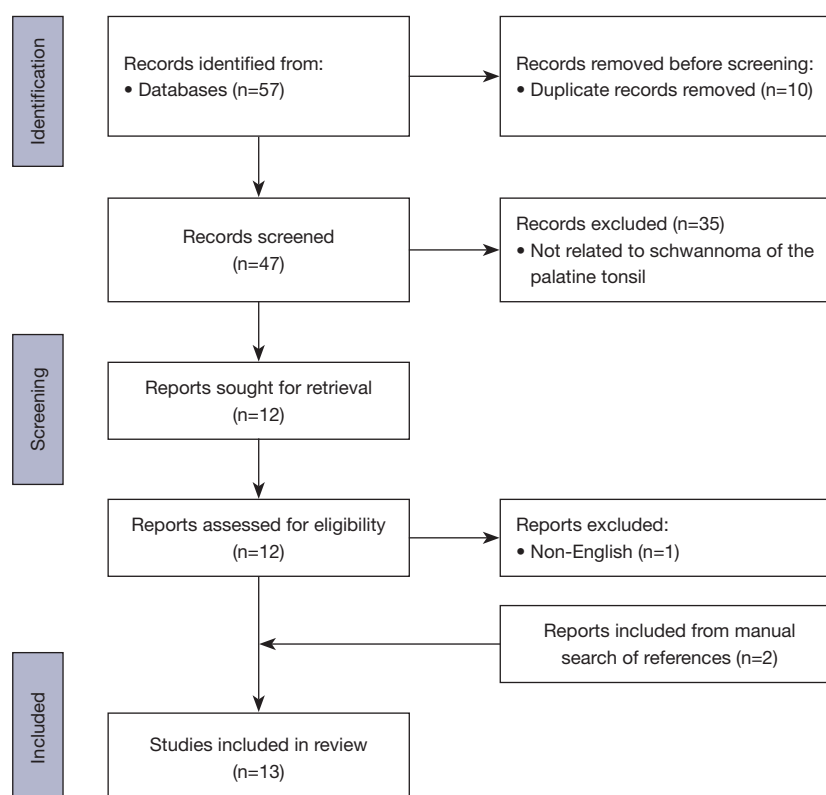 Identification
Records identified from:
• Databases (n=57)
Records removed before screening:
• Duplicate records removed (n=10)
Records screened
(n=47)
Records excluded (n=35)
• Not related to schwannoma of the
palatine tonsil
Screening
Reports sought for retrieval
(n=12)
Reports assessed for eligibility
(n=12)
Reports excluded:
• Non-English (n=1)
Reports included from manual
search of references (n=2)
Included
Studies included in review
(n=13)